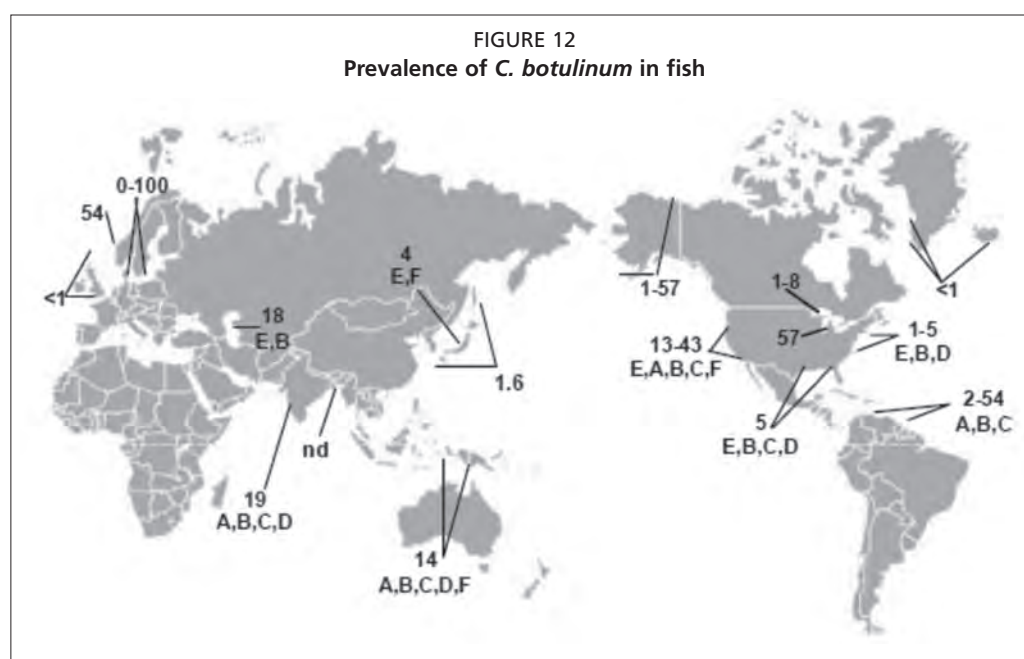 FIGURE 12
Prevalence of C. botulinum in fish
0-100
54
<1
18
E,B
4
E,F
1.6
nd
19
A,B,C,D
14
A,B,C,D,F
1-57
1-8
57
<1
13-43
E,A,B,C,F
1-5
E,B,D
5
E,B,C,D
2-54
A,B,C